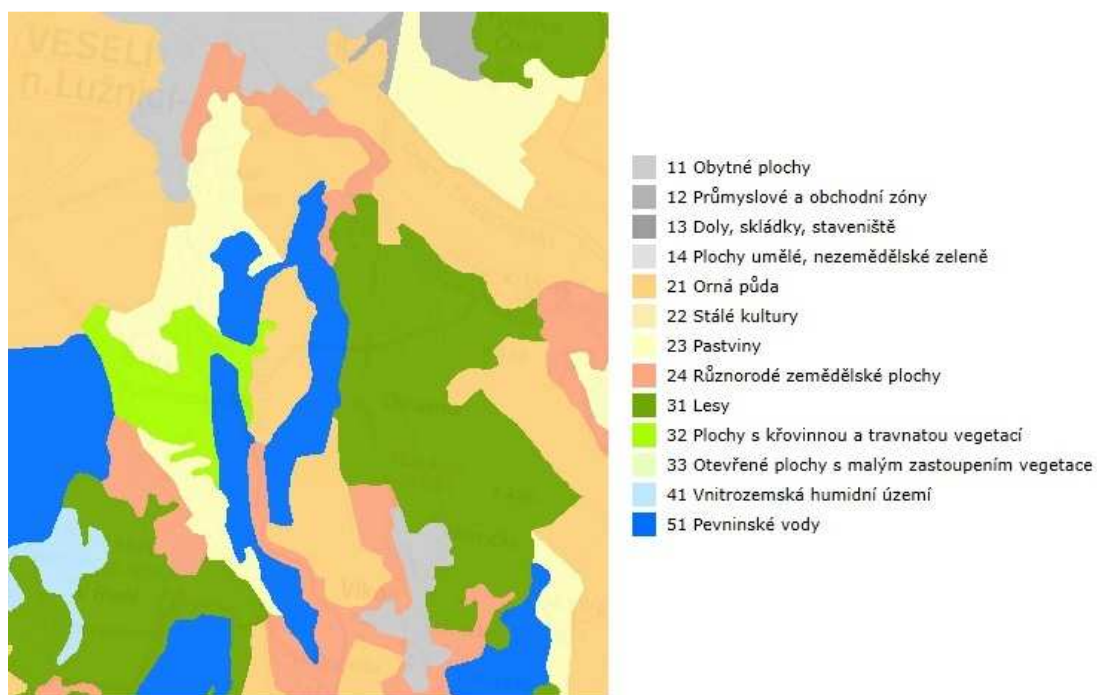 VESELÍ
n.Lužnicí
11 Obytné plochy
12 Průmyslové a obchodní zóny
13 Doly, skládky, staveniště
14 Plochy umělé, nezemědělské zeleně
21 Orná půda
22 Stálé kultury
23 Pastviny
24 Různorodé zemědělské plochy
31 Lesy
32 Plochy s křovinnou a travnatou vegetací
33 Otevřené plochy s malým zastoupením vegetace
41 Vnitrozemská humidní území
51 Pevninské vody